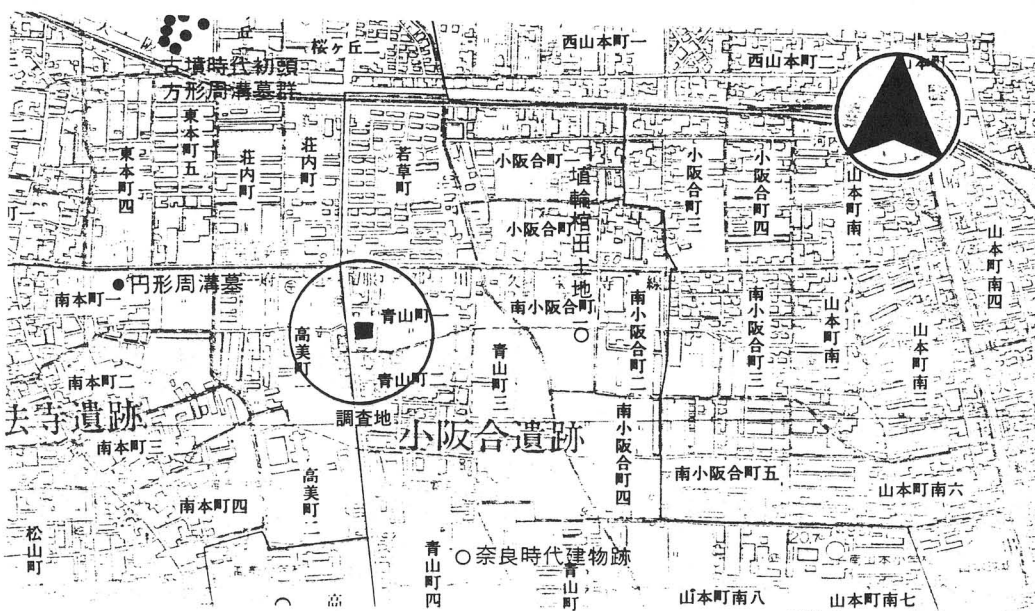 桜ヶ丘二
丘
西山本町一
西山本町二
古墳時代初頭
方形周溝墓群
東本町五
東本町四
荘内町
荘内町
若草町
小阪合町一
小阪合町
埴輪棺出土地
小阪合町三
小阪合町四
山本町南一
山本町南四
円形周溝墓
南本町一
高美町
青山町一
青山町二
調査地
青山町三
南小阪合町一
南小阪合町二
南小阪合町三
山本町南二
山本町南三
南本町二
法寺遺跡
南本町三
小阪合遺跡
南小阪合町四
南小阪合町五
山本町南六
高美町二
南本町四
松山町
青山町四
奈良時代建物跡
青山町
高
山本町南八
山本町南七